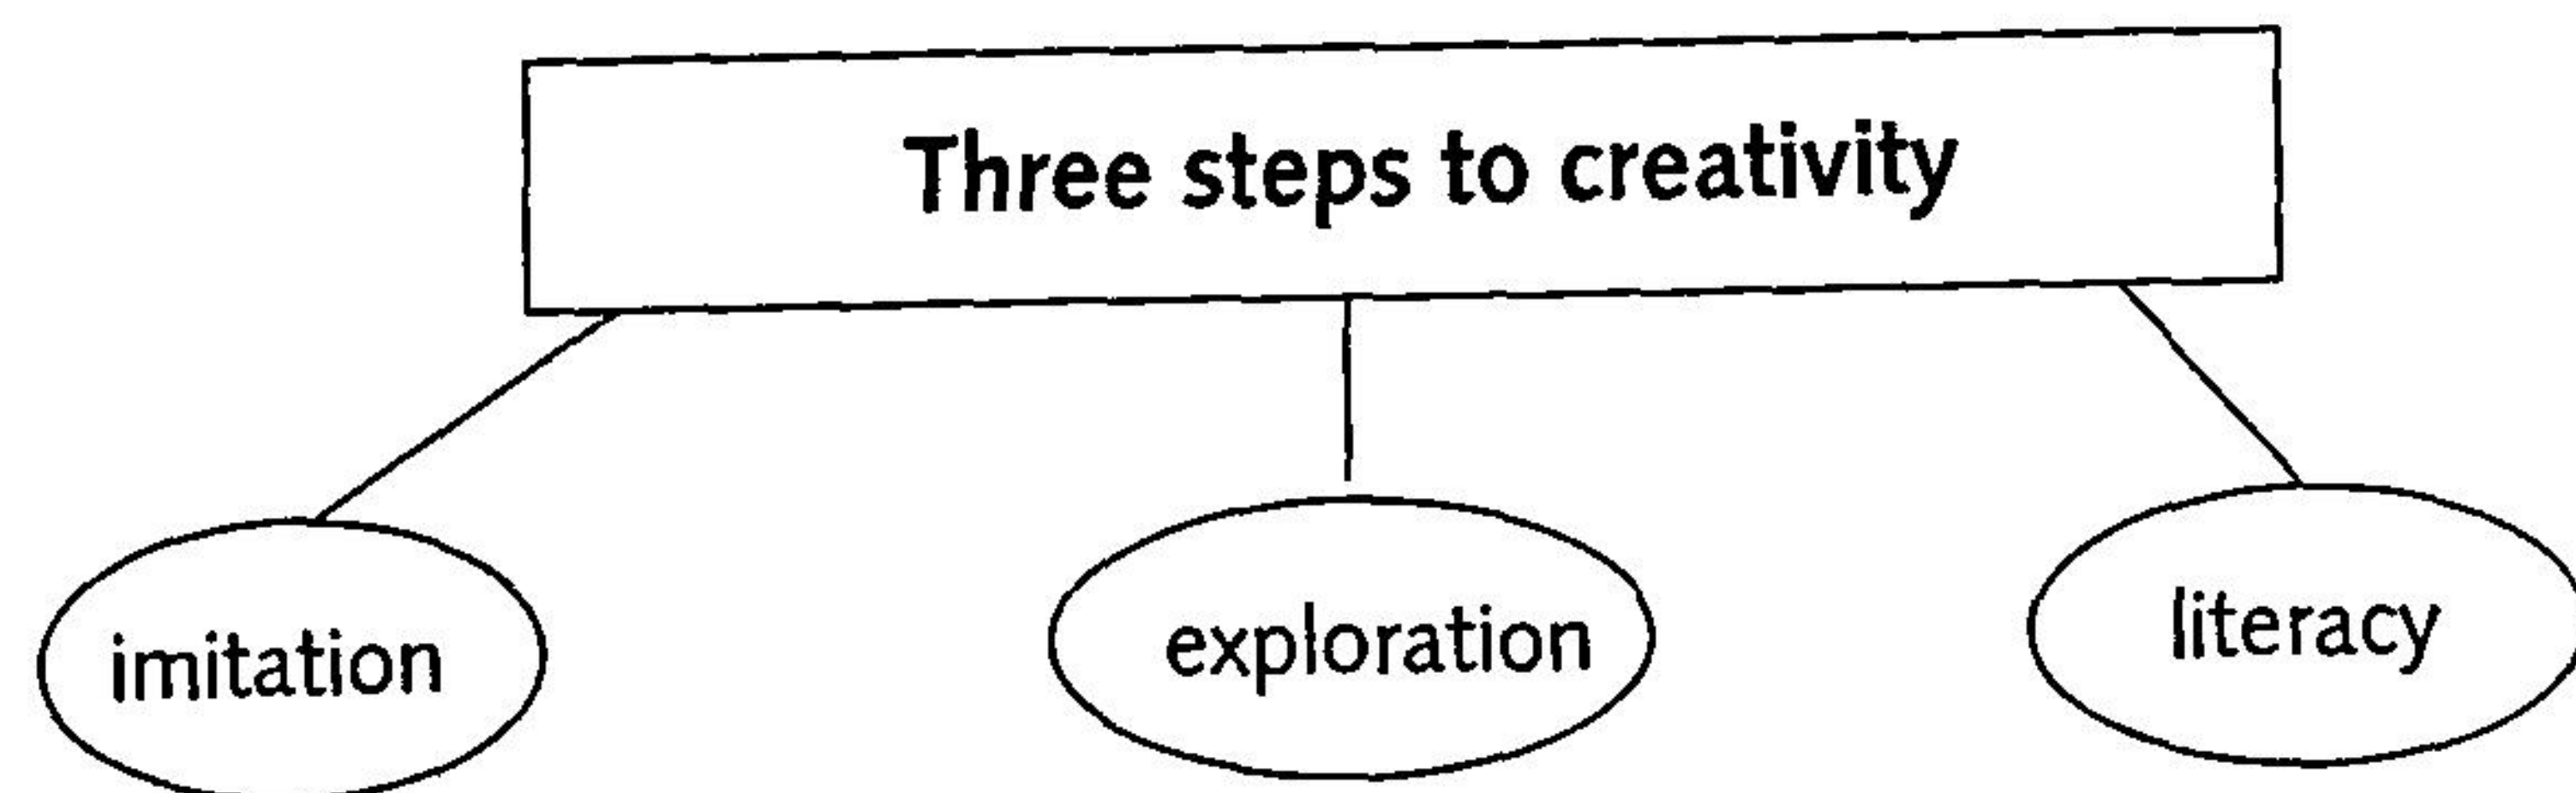 Three steps to creativity
imitation
exploration
literacy